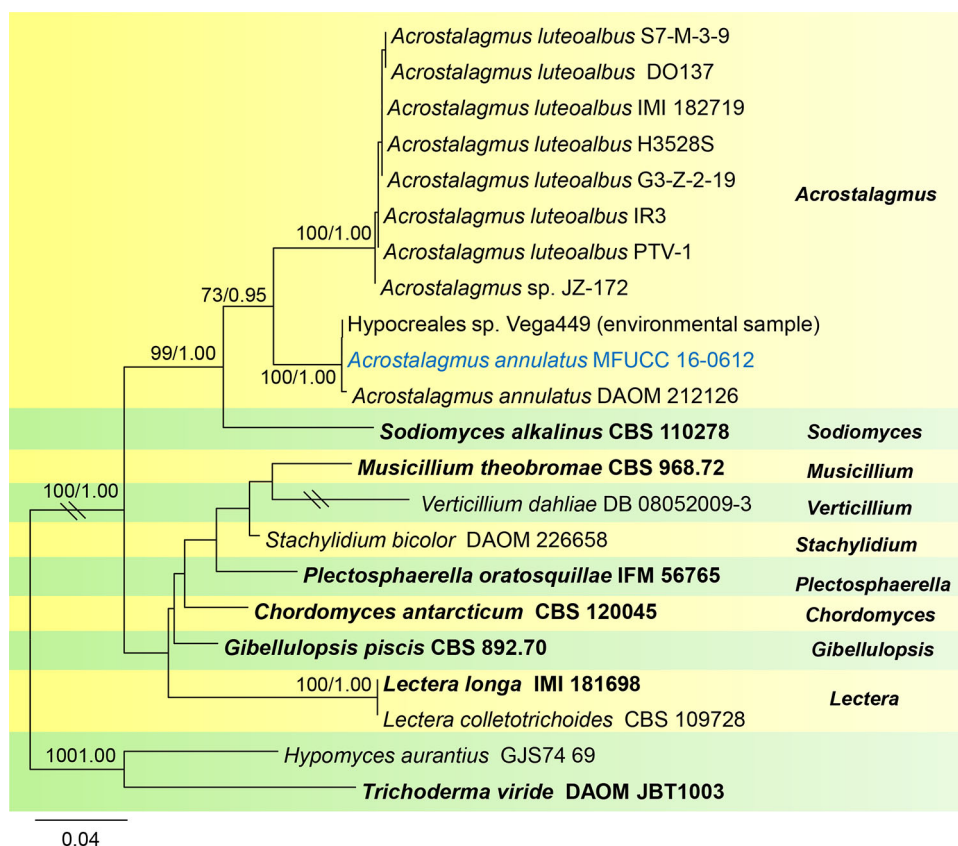 Acrostalagmus luteoalbus S7-M-3-9
Acrostalagmus luteoalbus DO137
Acrostalagmus luteoalbus IMI 182719
Acrostalagmus luteoalbus H3528S
Acrostalagmus luteoalbus G3-Z-2-19
Acrostalagmus
Acrostalagmus luteoalbus IR3
100/1.00
Acrostalagmus luteoalbus PTV-1
Acrostalagmus sp. JZ-172
73/0.95
Hypocreales sp. Vega449 (environmental sample)
99/1.00
Acrostalagmus annulatus MFUCC 16-0612
100/1.00
Acrostalagmus annulatus DAOM 212126
Sodiomyces alkalinus CBS 110278 Sodiomyces
Musicillium theobromae CBS 968.72 Musicillium
100/1.00
Verticillium dahliae DB 08052009-3 Verticillium
Stachylidium bicolor DAOM 226658 Stachylidium
Plectosphaerella oratosquillae IFM 56765 Plectosphaerella
Chordomyces antarcticum CBS 120045 Chordomyces
Gibellulopsis piscis CBS 892.70 Gibellulopsis
100/1.00 Lectera longa IMI 181698
Lectera
Lectera colletotrichoides CBS 109728
1001.00 Hypomyces aurantius GJS74 69
Trichoderma viride DAOM JBT1003
0.04